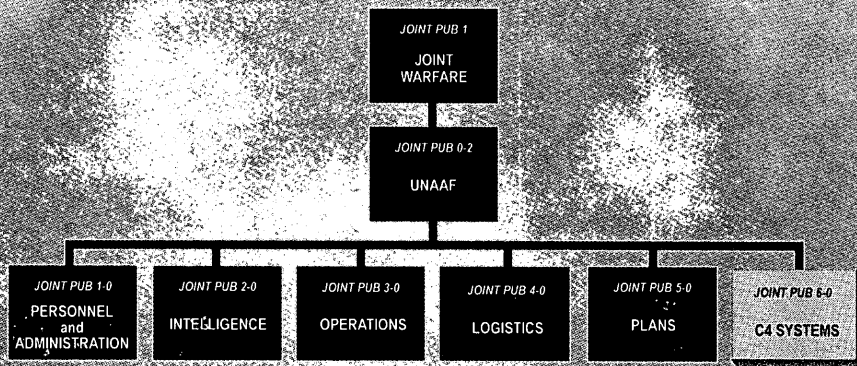 JOINT PUB 1
JOINT
WARFARE
JOINT PUB 0-2
UNAAF
JOINT PUB 1-0
PERSONNEL
and
ADMINISTRATION
JOINT PUB 2-0
INTELLIGENCE
JOINT PUB 3-0
OPERATIONS
JOINT PUB 4-0
LOGISTICS
JOINT PUB 5-0
PLANS
JOINT PUB 6-0
C4 SYSTEMS